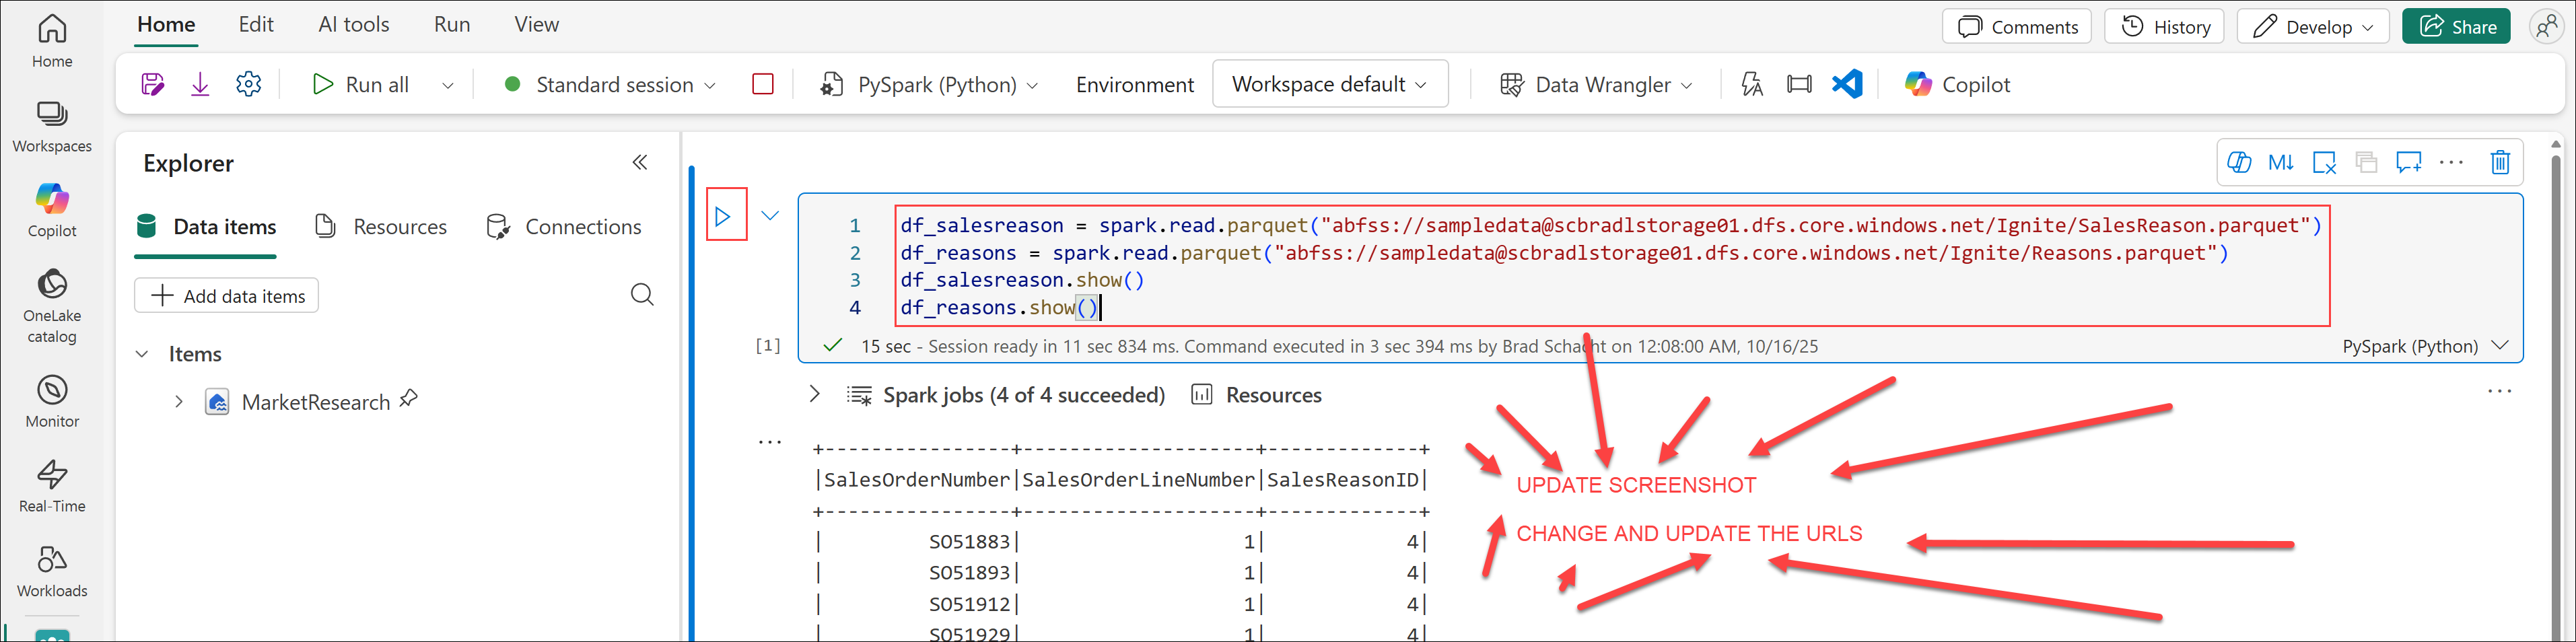 Home Edit AI tools Run View
Comments History Develop Share
Home
Workspaces
Copilot
OneLake
catalog
Monitor
Real-Time
Workloads
Run all Standard session PySpark (Python) Environment Workspace default Data Wrangler Copilot
Explorer
Data items Resources Connections
Add data items
Items
MarketResearch
M↓
1 df_salesreason = spark.read.parquet("abfss://sampledata@scbradlstorage01.dfs.core.windows.net/Ignite/SalesReason.parquet")
2 df_reasons = spark.read.parquet("abfss://sampledata@scbradlstorage01.dfs.core.windows.net/Ignite/Reasons.parquet")
3 df_salesreason.show()
4 df_reasons.show()
[1] 15 sec - Session ready in 11 sec 834 ms. Command executed in 3 sec 394 ms by Brad Schacht on 12:08:00 AM, 10/16/25 PySpark (Python)
Spark jobs (4 of 4 succeeded) Resources
+----------------+--------------------+-------------+
|SalesOrderNumber|SalesOrderLineNumber|SalesReasonID|
+----------------+--------------------+-------------+
| SO51883| 1| 4|
| SO51893| 1| 4|
| SO51912| 1| 4|
| SO51929| 1| 4|
UPDATE SCREENSHOT
CHANGE AND UPDATE THE URLS